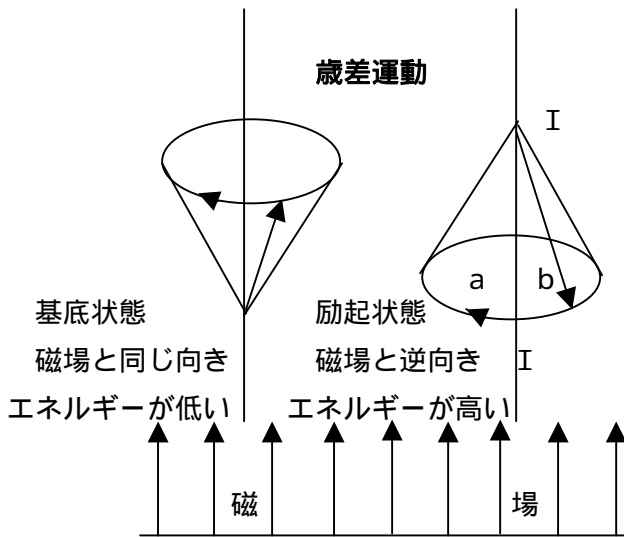 歳差運動
I
a b
基底状態
磁場と同じ向き
エネルギーが低い
励起状態
磁場と逆向き
I
エネルギーが高い
磁 場